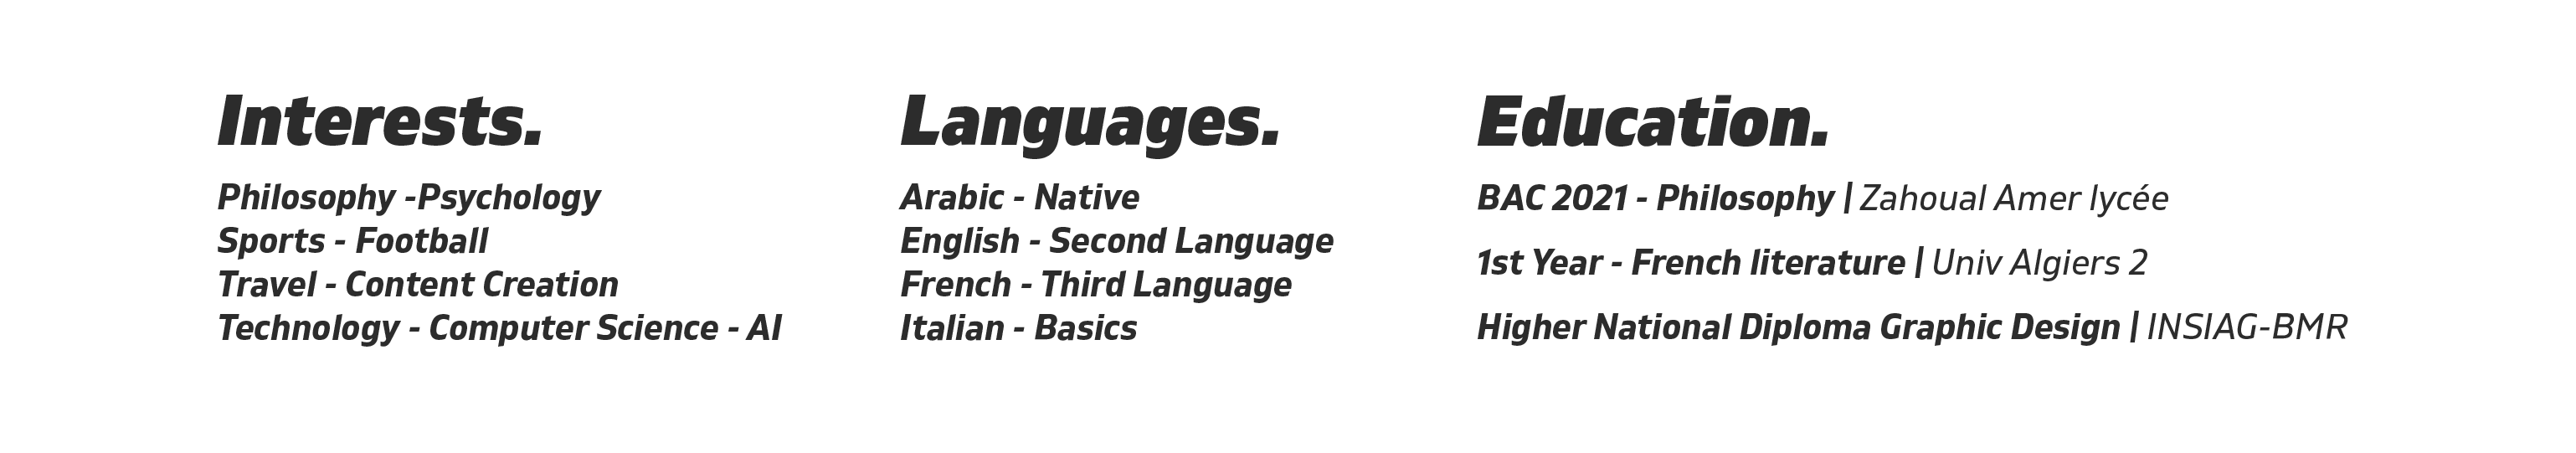 Interests.
Philosophy -Psychology
Sports - Football
Travel - Content Creation
Technology - Computer Science - AI
Languages.
Arabic - Native
English - Second Language
French - Third Language
Italian - Basics
Education.
BAC 2021 - Philosophy | Zahoual Amer lycée
1st Year - French literature | Univ Algiers 2
Higher National Diploma Graphic Design | INSIAG-BMR